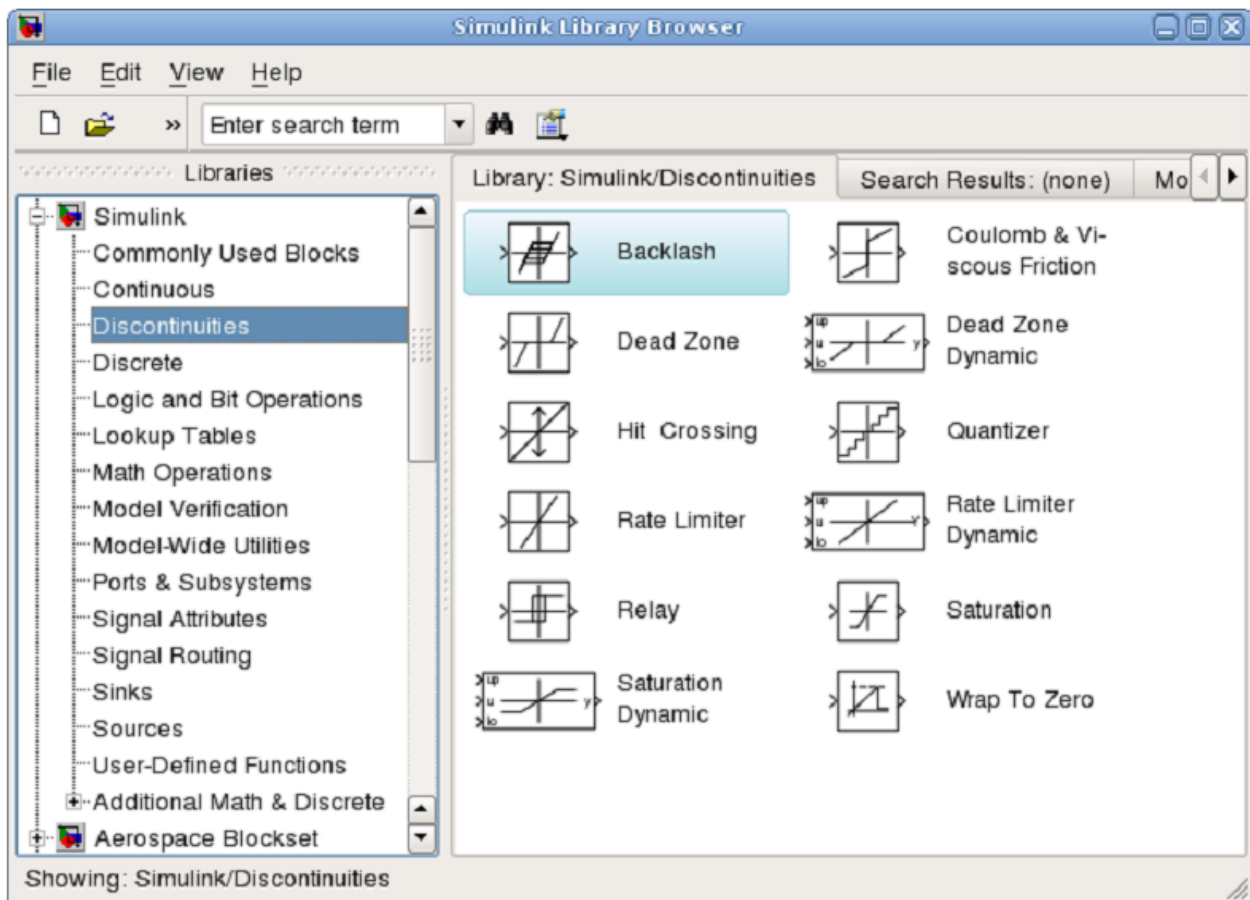 Simulink Library Browser
File Edit View Help
» Enter search term
Libraries
Simulink
Commonly Used Blocks
Continuous
Discontinuities
Discrete
Logic and Bit Operations
Lookup Tables
Math Operations
Model Verification
Model-Wide Utilities
Ports & Subsystems
Signal Attributes
Signal Routing
Sinks
Sources
User-Defined Functions
Additional Math & Discrete
Aerospace Blockset
Library: Simulink/Discontinuities Search Results: (none) Mo
Backlash
Coulomb & Vi-
scous Friction
Dead Zone
up
u
lo
y
Dead Zone
Dynamic
Hit Crossing
Quantizer
Rate Limiter
up
u
lo
Y
Rate Limiter
Dynamic
Relay
Saturation
up
u
lo
y
Saturation
Dynamic
Wrap To Zero
Showing: Simulink/Discontinuities